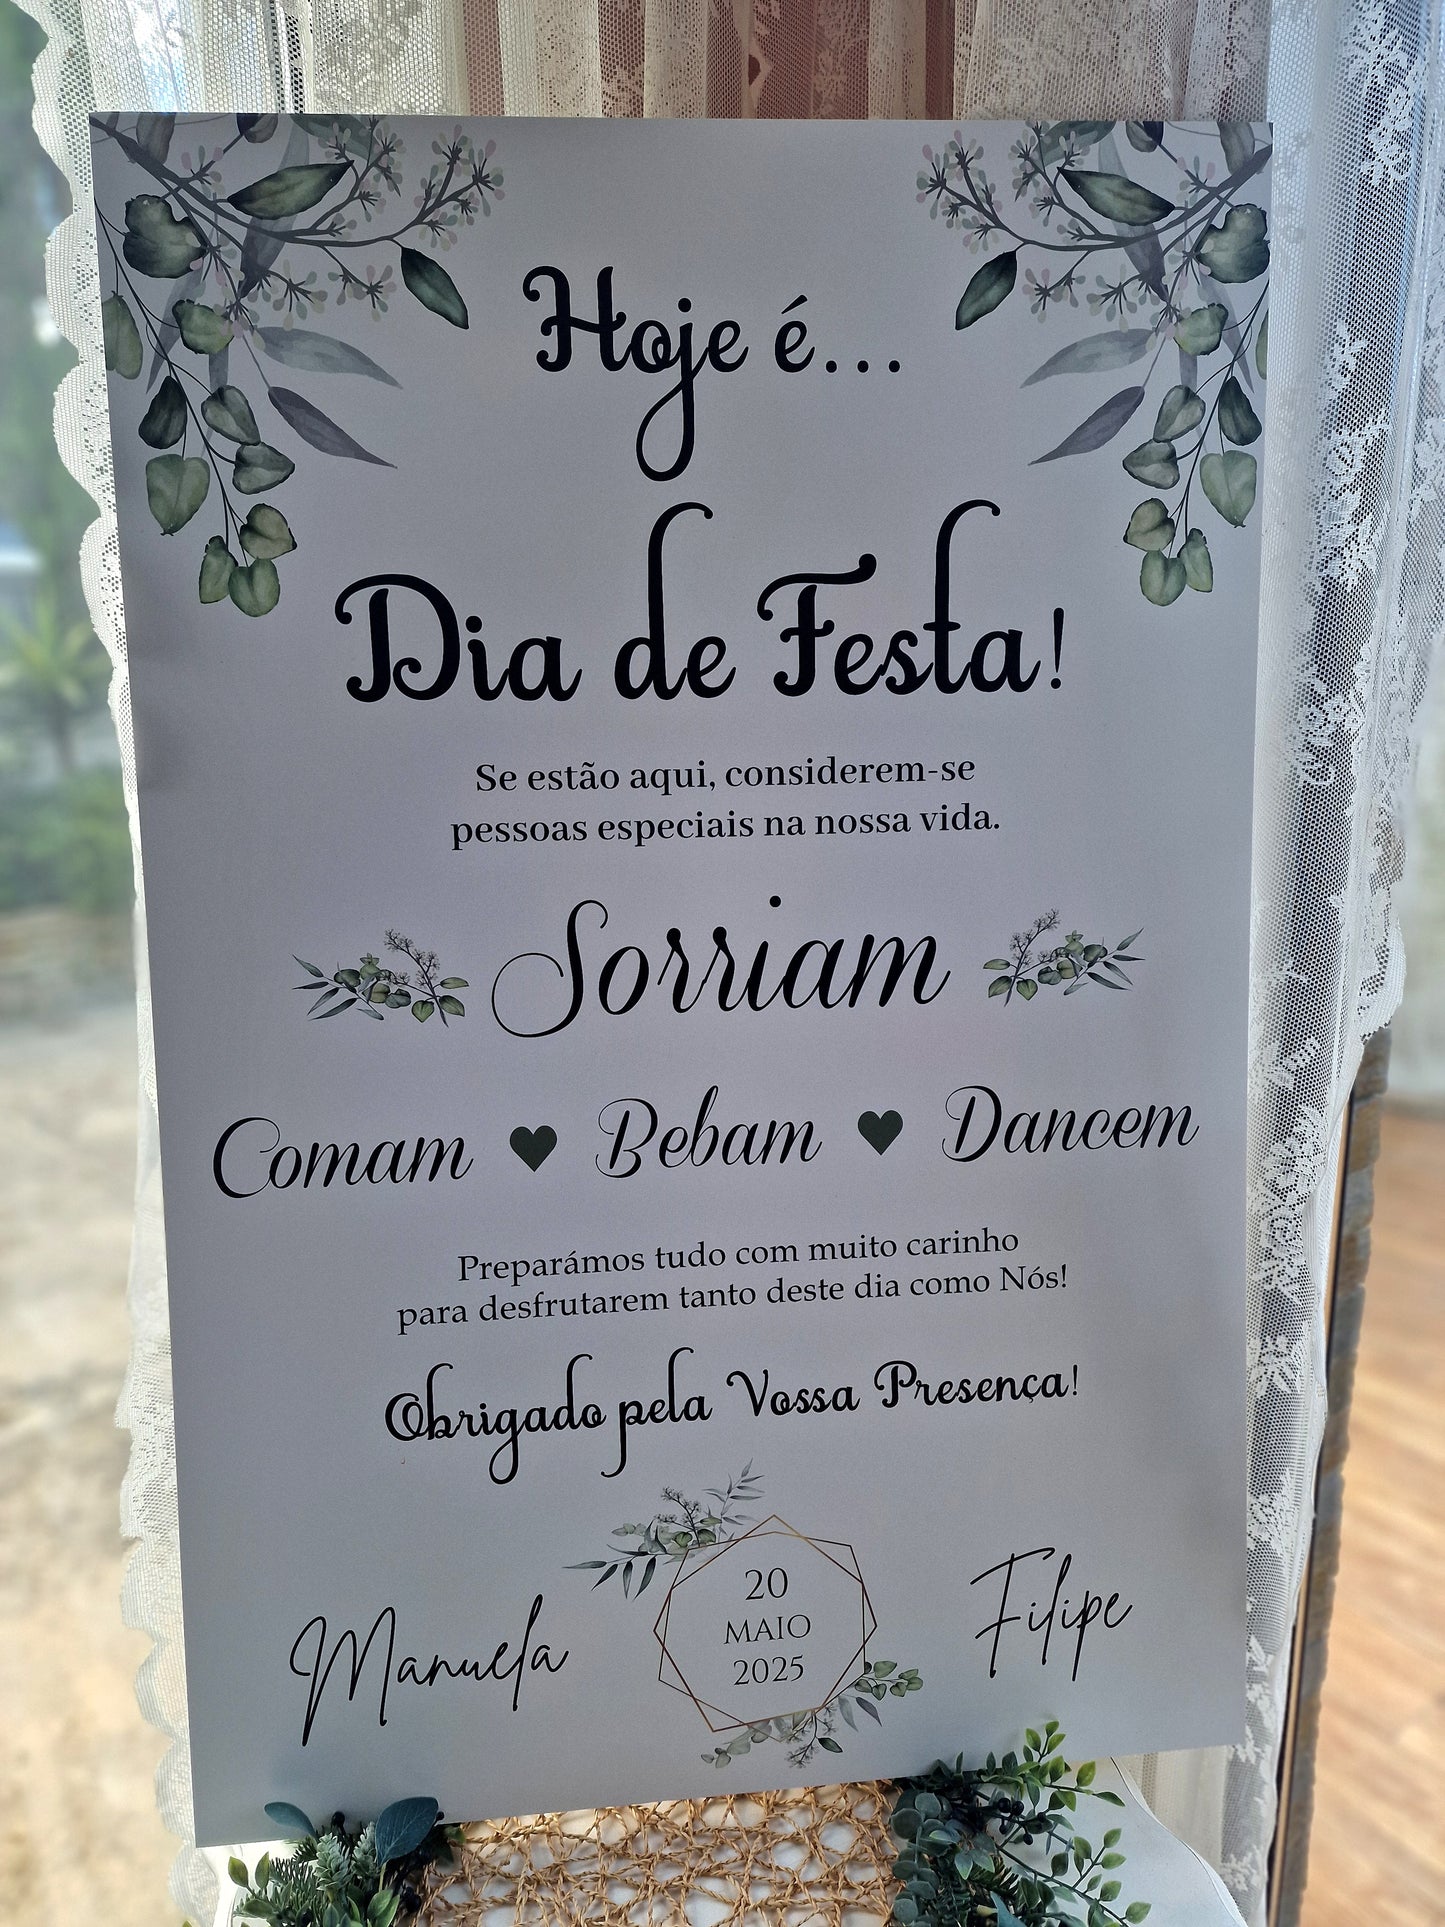 Hoje é...
Dia de Festa!
Se estão aqui, considerem-se
pessoas especiais na nossa vida.
Sorriam
Comam ♥ Bebam ♥ Dancem
Preparámos tudo com muito carinho
para desfrutarem tanto deste dia como Nós!
Obrigado pela Vossa Presença!
20
MAIO
2025
Manuela
Filipe